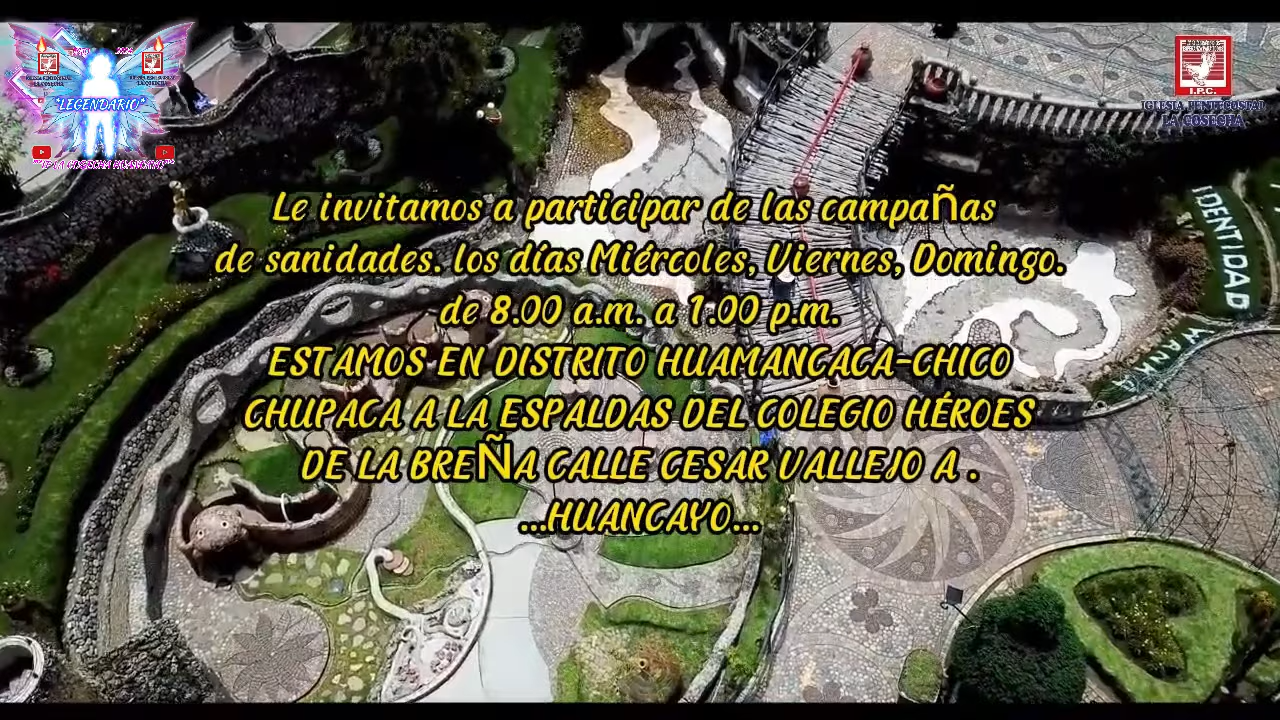 "LEGENDARIO"
I.P.C.
IGLESIA PENTECOSTAL
LA COSECHA
Le invitamos a participar de las campañas
de sanidades. los días Miércoles, Viernes, Domingo.
de 8.00 a.m. a 1.00 p.m.
ESTAMOS EN DISTRITO HUAMANCACA-CHICO
CHUPACA A LA ESPALDAS DEL COLEGIO HÉROES
DE LA BREÑA CALLE CESAR VALLEJO A .
...HUANCAYO...
IDENTIDAD
WANKA